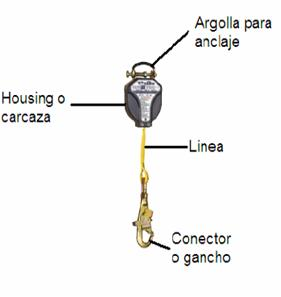 Argolla para
anclaje
Housing o
carcaza
Linea
Conector
o gancho